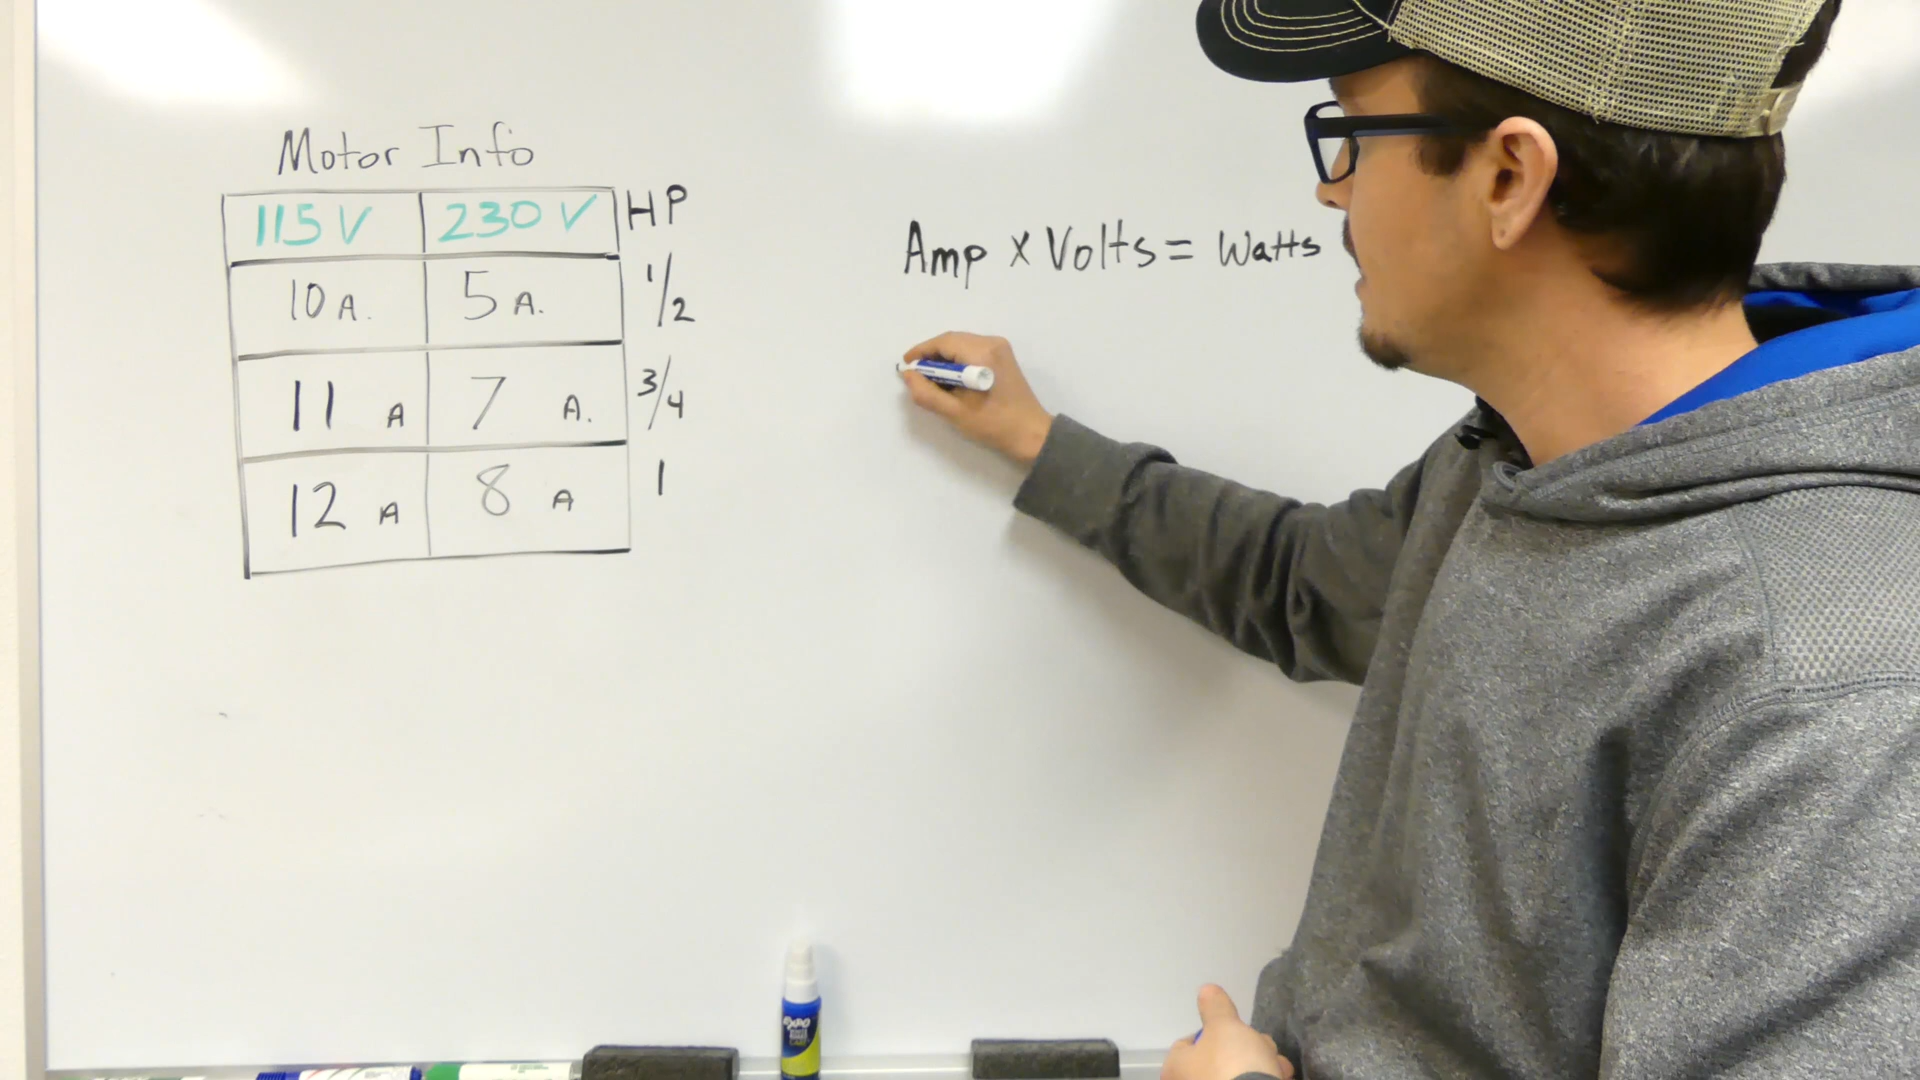 Motor Info
115 V 230 V HP
10 A. 5 A. 1/2
11 A 7 A. 3/4
12 A 8 A 1
Amp x Volts = Watts
EXPO